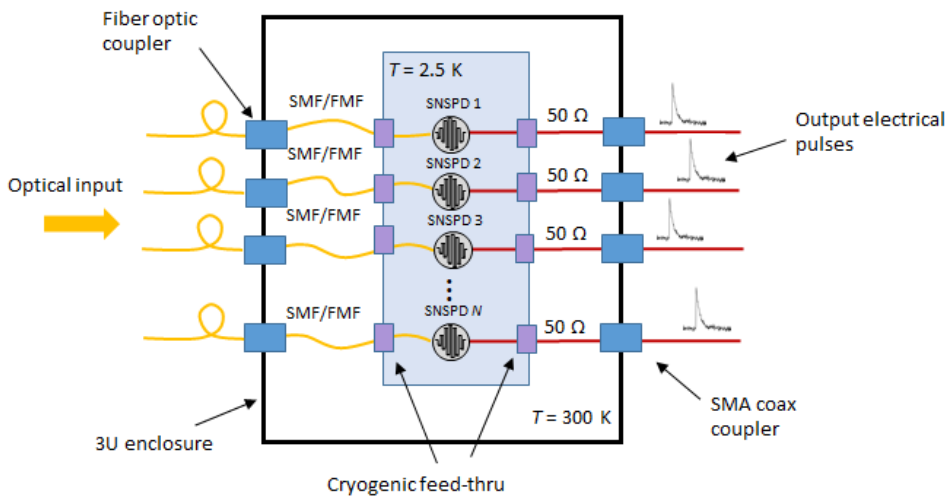 Fiber optic
coupler
T = 2.5 K
SMF/FMF
SNSPD 1
50 Ω
Output electrical
pulses
SMF/FMF
SNSPD 2
50 Ω
Optical input
SMF/FMF
SNSPD 3
50 Ω
SMF/FMF
SNSPD N
50 Ω
3U enclosure
T = 300 K
SMA coax
coupler
Cryogenic feed-thru